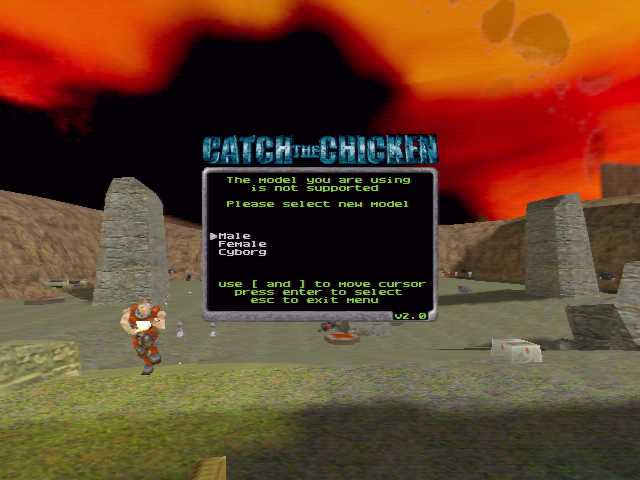 CATCH THE CHICKEN
The model you are using
is not supported
Please select new model
Male
Female
Cyborg
use [ and ] to move cursor
press enter to select
esc to exit menu
v2.0